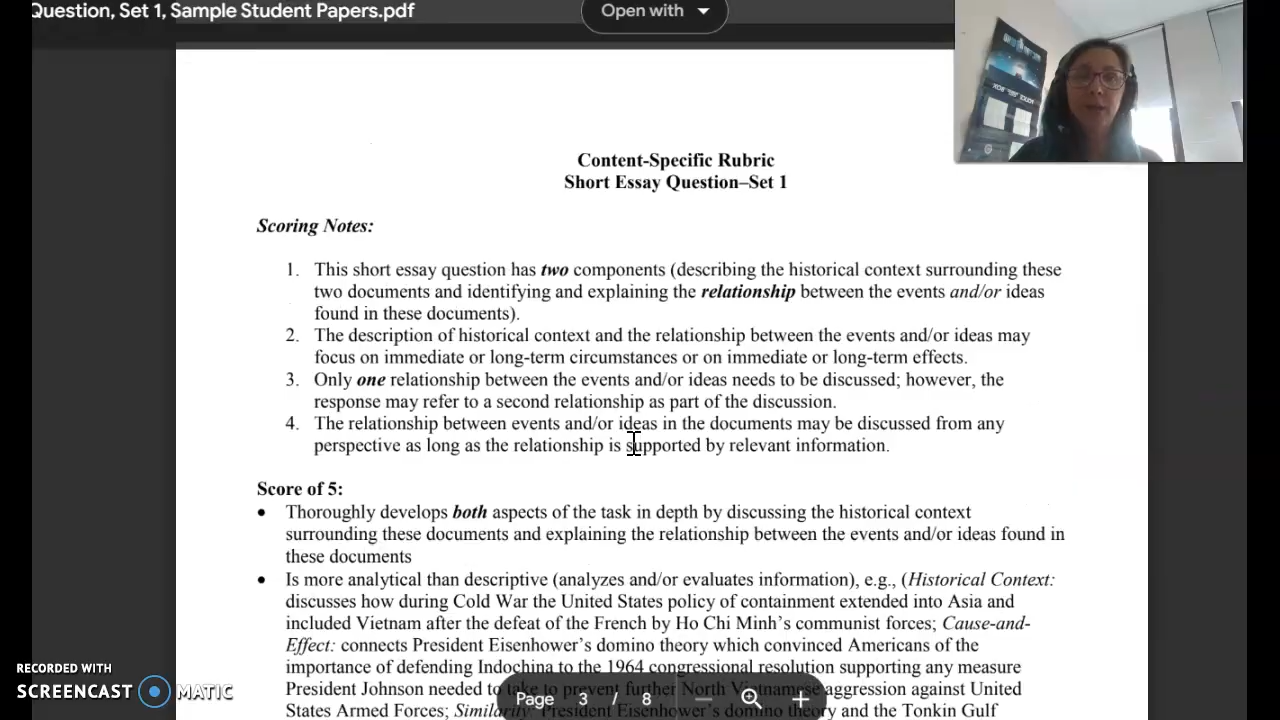 Question, Set 1, Sample Student Papers.pdf
Open with
Content-Specific Rubric
Short Essay Question–Set 1
Scoring Notes:
1. This short essay question has two components (describing the historical context surrounding these
two documents and identifying and explaining the relationship between the events and/or ideas
found in these documents).
2. The description of historical context and the relationship between the events and/or ideas may
focus on immediate or long-term circumstances or on immediate or long-term effects.
3. Only one relationship between the events and/or ideas needs to be discussed; however, the
response may refer to a second relationship as part of the discussion.
4. The relationship between events and/or ideas in the documents may be discussed from any
perspective as long as the relationship is supported by relevant information.
Score of 5:
• Thoroughly develops both aspects of the task in depth by discussing the historical context
surrounding these documents and explaining the relationship between the events and/or ideas found in
these documents
• Is more analytical than descriptive (analyzes and/or evaluates information), e.g., (Historical Context:
discusses how during Cold War the United States policy of containment extended into Asia and
included Vietnam after the defeat of the French by Ho Chi Minh's communist forces; Cause-and-
Effect: connects President Eisenhower's domino theory which convinced Americans of the
importance of defending Indochina to the 1964 congressional resolution supporting any measure
President Johnson needed to take to prevent further North Vietnamese aggression against United
States Armed Forces; Similarity: President Eisenhower's domino theory and the Tonkin Gulf
Page 3 / 8
RECORDED WITH
SCREENCAST MATIC